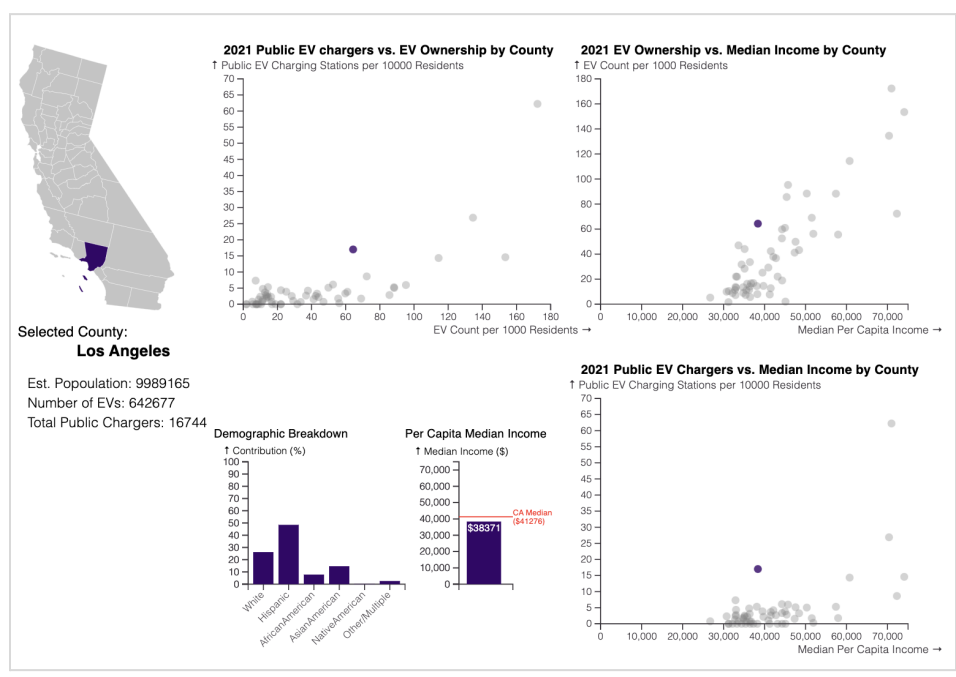 2021 Public EV chargers vs. EV Ownership by County
↑ Public EV Charging Stations per 10000 Residents
70
65
60
55
50
45
40
35
30
25
20
15
10
5
0
0 20 40 60 80 100 120 140 160 180
EV Count per 1000 Residents →
2021 EV Ownership vs. Median Income by County
↑ EV Count per 1000 Residents
180
160
140
120
100
80
60
40
20
0
0 10,000 20,000 30,000 40,000 50,000 60,000 70,000
Median Per Capita Income →
Selected County:
Los Angeles
Est. Popoulation: 9989165
Number of EVs: 642677
Total Public Chargers: 16744
Demographic Breakdown
↑ Contribution (%)
100
90
80
70
60
50
40
30
20
10
0
White
Hispanic
AfricanAmerican
AsianAmerican
NativeAmerican
Other/Multiple
Per Capita Median Income
↑ Median Income ($)
70,000
60,000
50,000
40,000
30,000
20,000
10,000
0
CA Median
($41276)
$38371
2021 Public EV Chargers vs. Median Income by County
↑ Public EV Charging Stations per 10000 Residents
70
65
60
55
50
45
40
35
30
25
20
15
10
5
0
0 10,000 20,000 30,000 40,000 50,000 60,000 70,000
Median Per Capita Income →